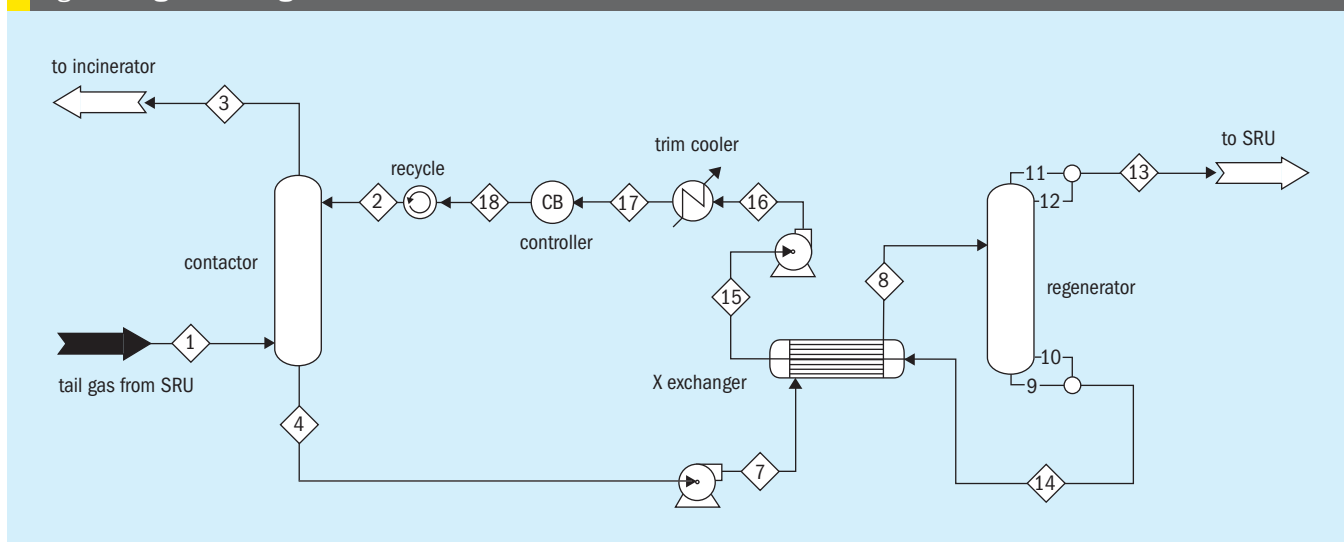 to incinerator
3
recycle
trim cooler
to SRU
11
12
13
2
18
CB
controller
17
16
contactor
15
8
regenerator
1
tail gas from SRU
X exchanger
10
9
4
7
14